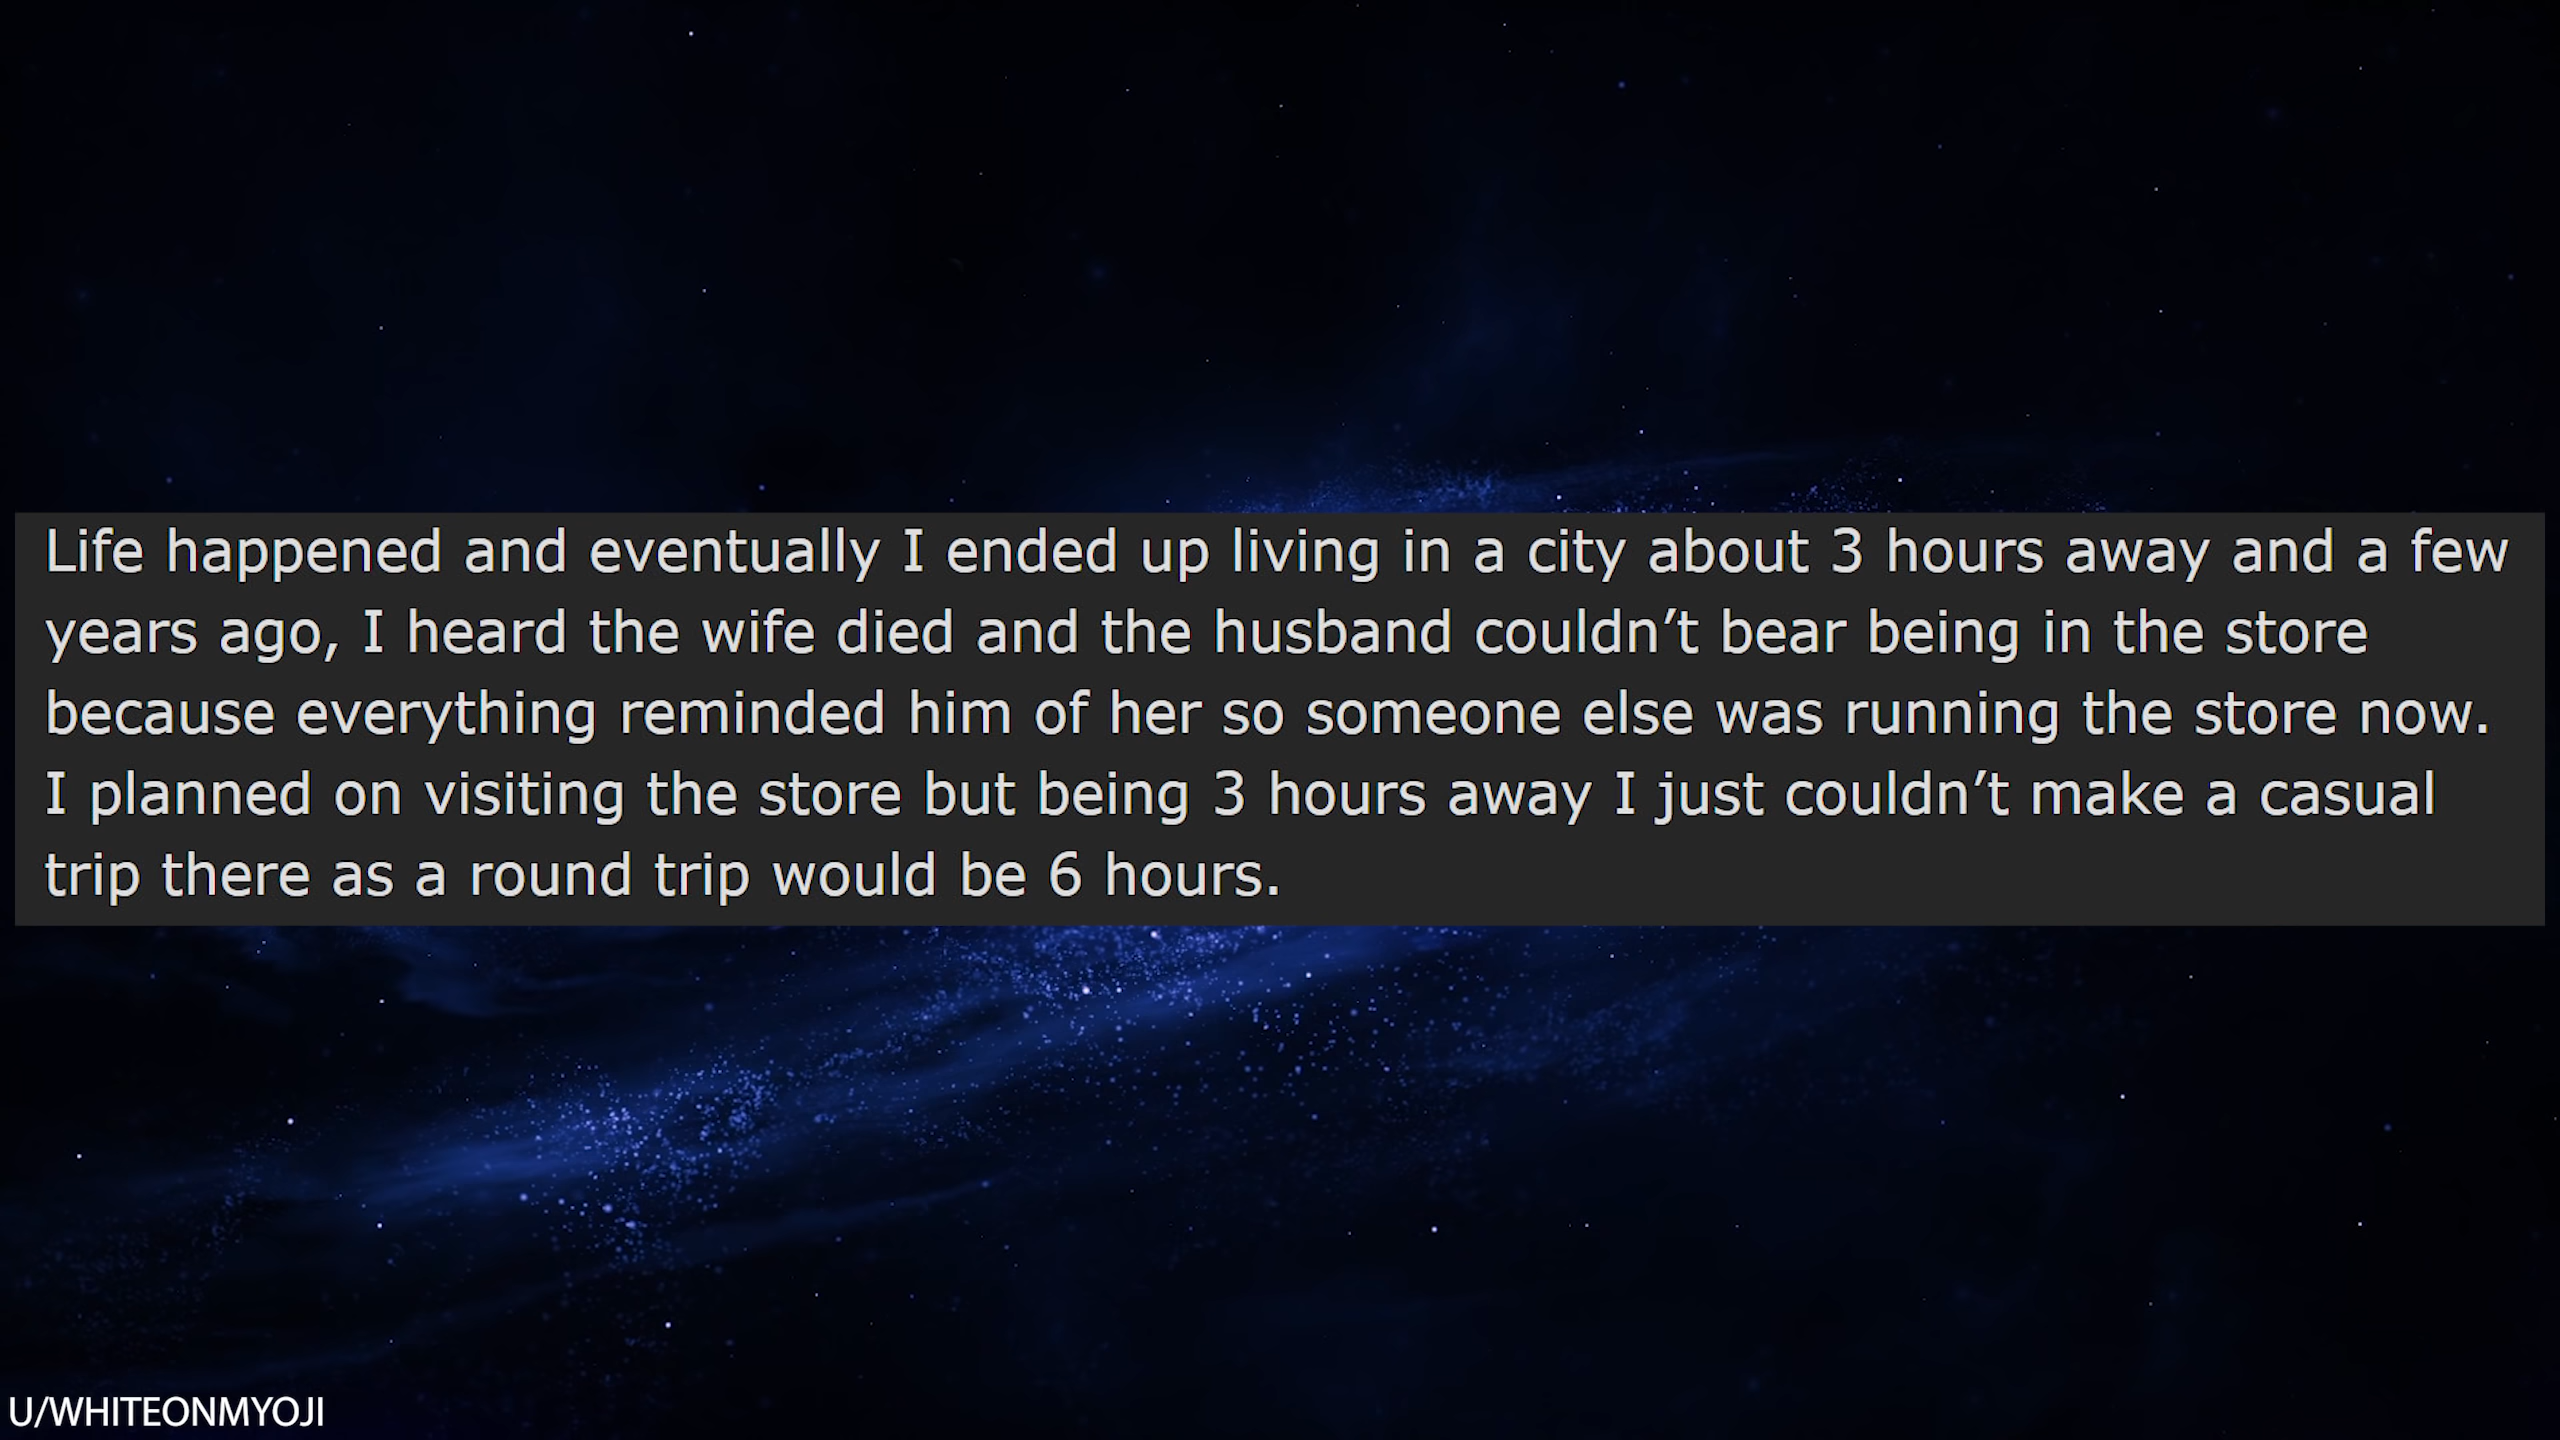 Life happened and eventually I ended up living in a city about 3 hours away and a few
years ago, I heard the wife died and the husband couldn’t bear being in the store
because everything reminded him of her so someone else was running the store now.
I planned on visiting the store but being 3 hours away I just couldn’t make a casual
trip there as a round trip would be 6 hours.
U/WHITEONMYOJI